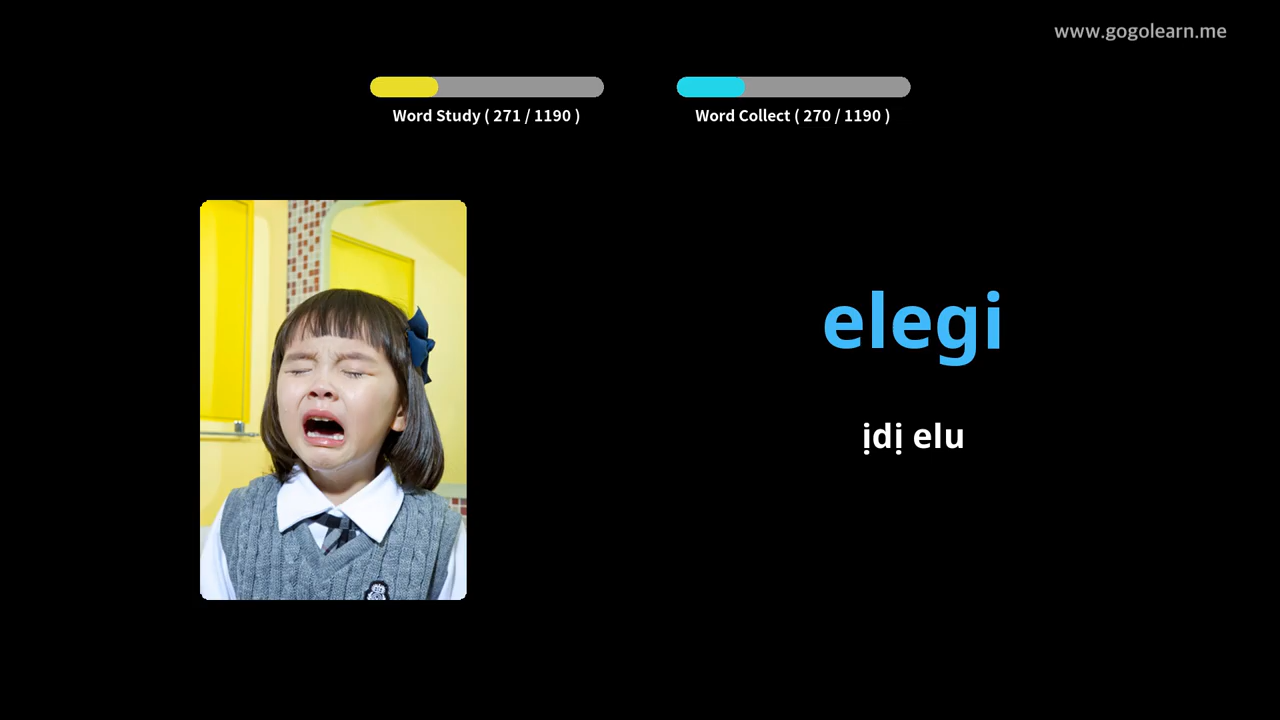 www.gogolearn.me
Word Study ( 271 / 1190 )
Word Collect ( 270 / 1190 )
elegi
ịdị elu